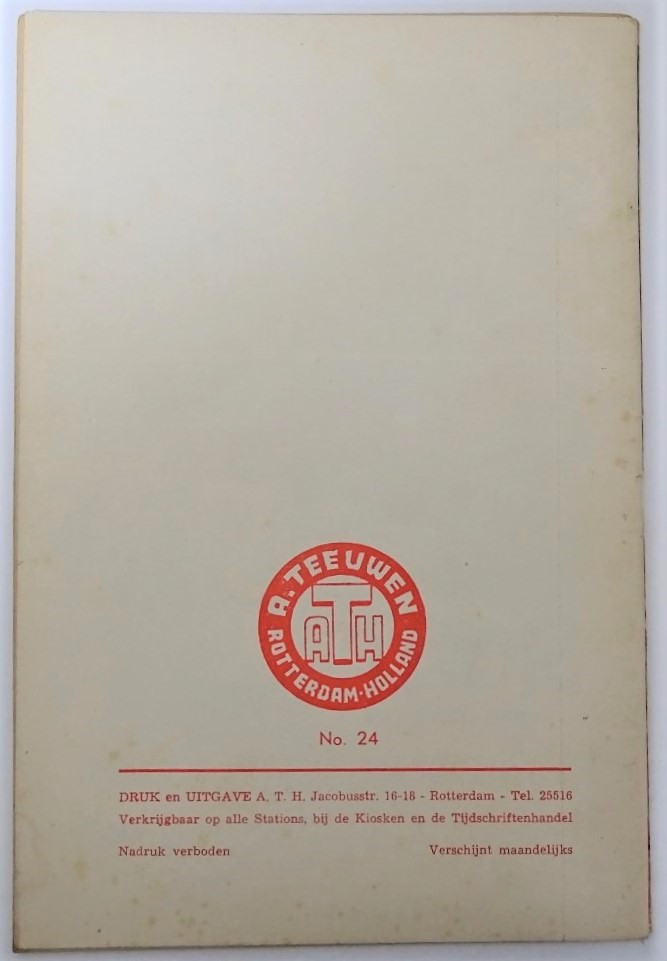 A. TEEUWEN
ATH
ROTTERDAM·HOLLAND
No. 24
DRUK en UITGAVE A. T. H. Jacobusstr. 16-18 - Rotterdam - Tel. 25516
Verkrijgbaar op alle Stations, bij de Kiosken en de Tijdschriftenhandel
Nadruk verboden Verschijnt maandelijks